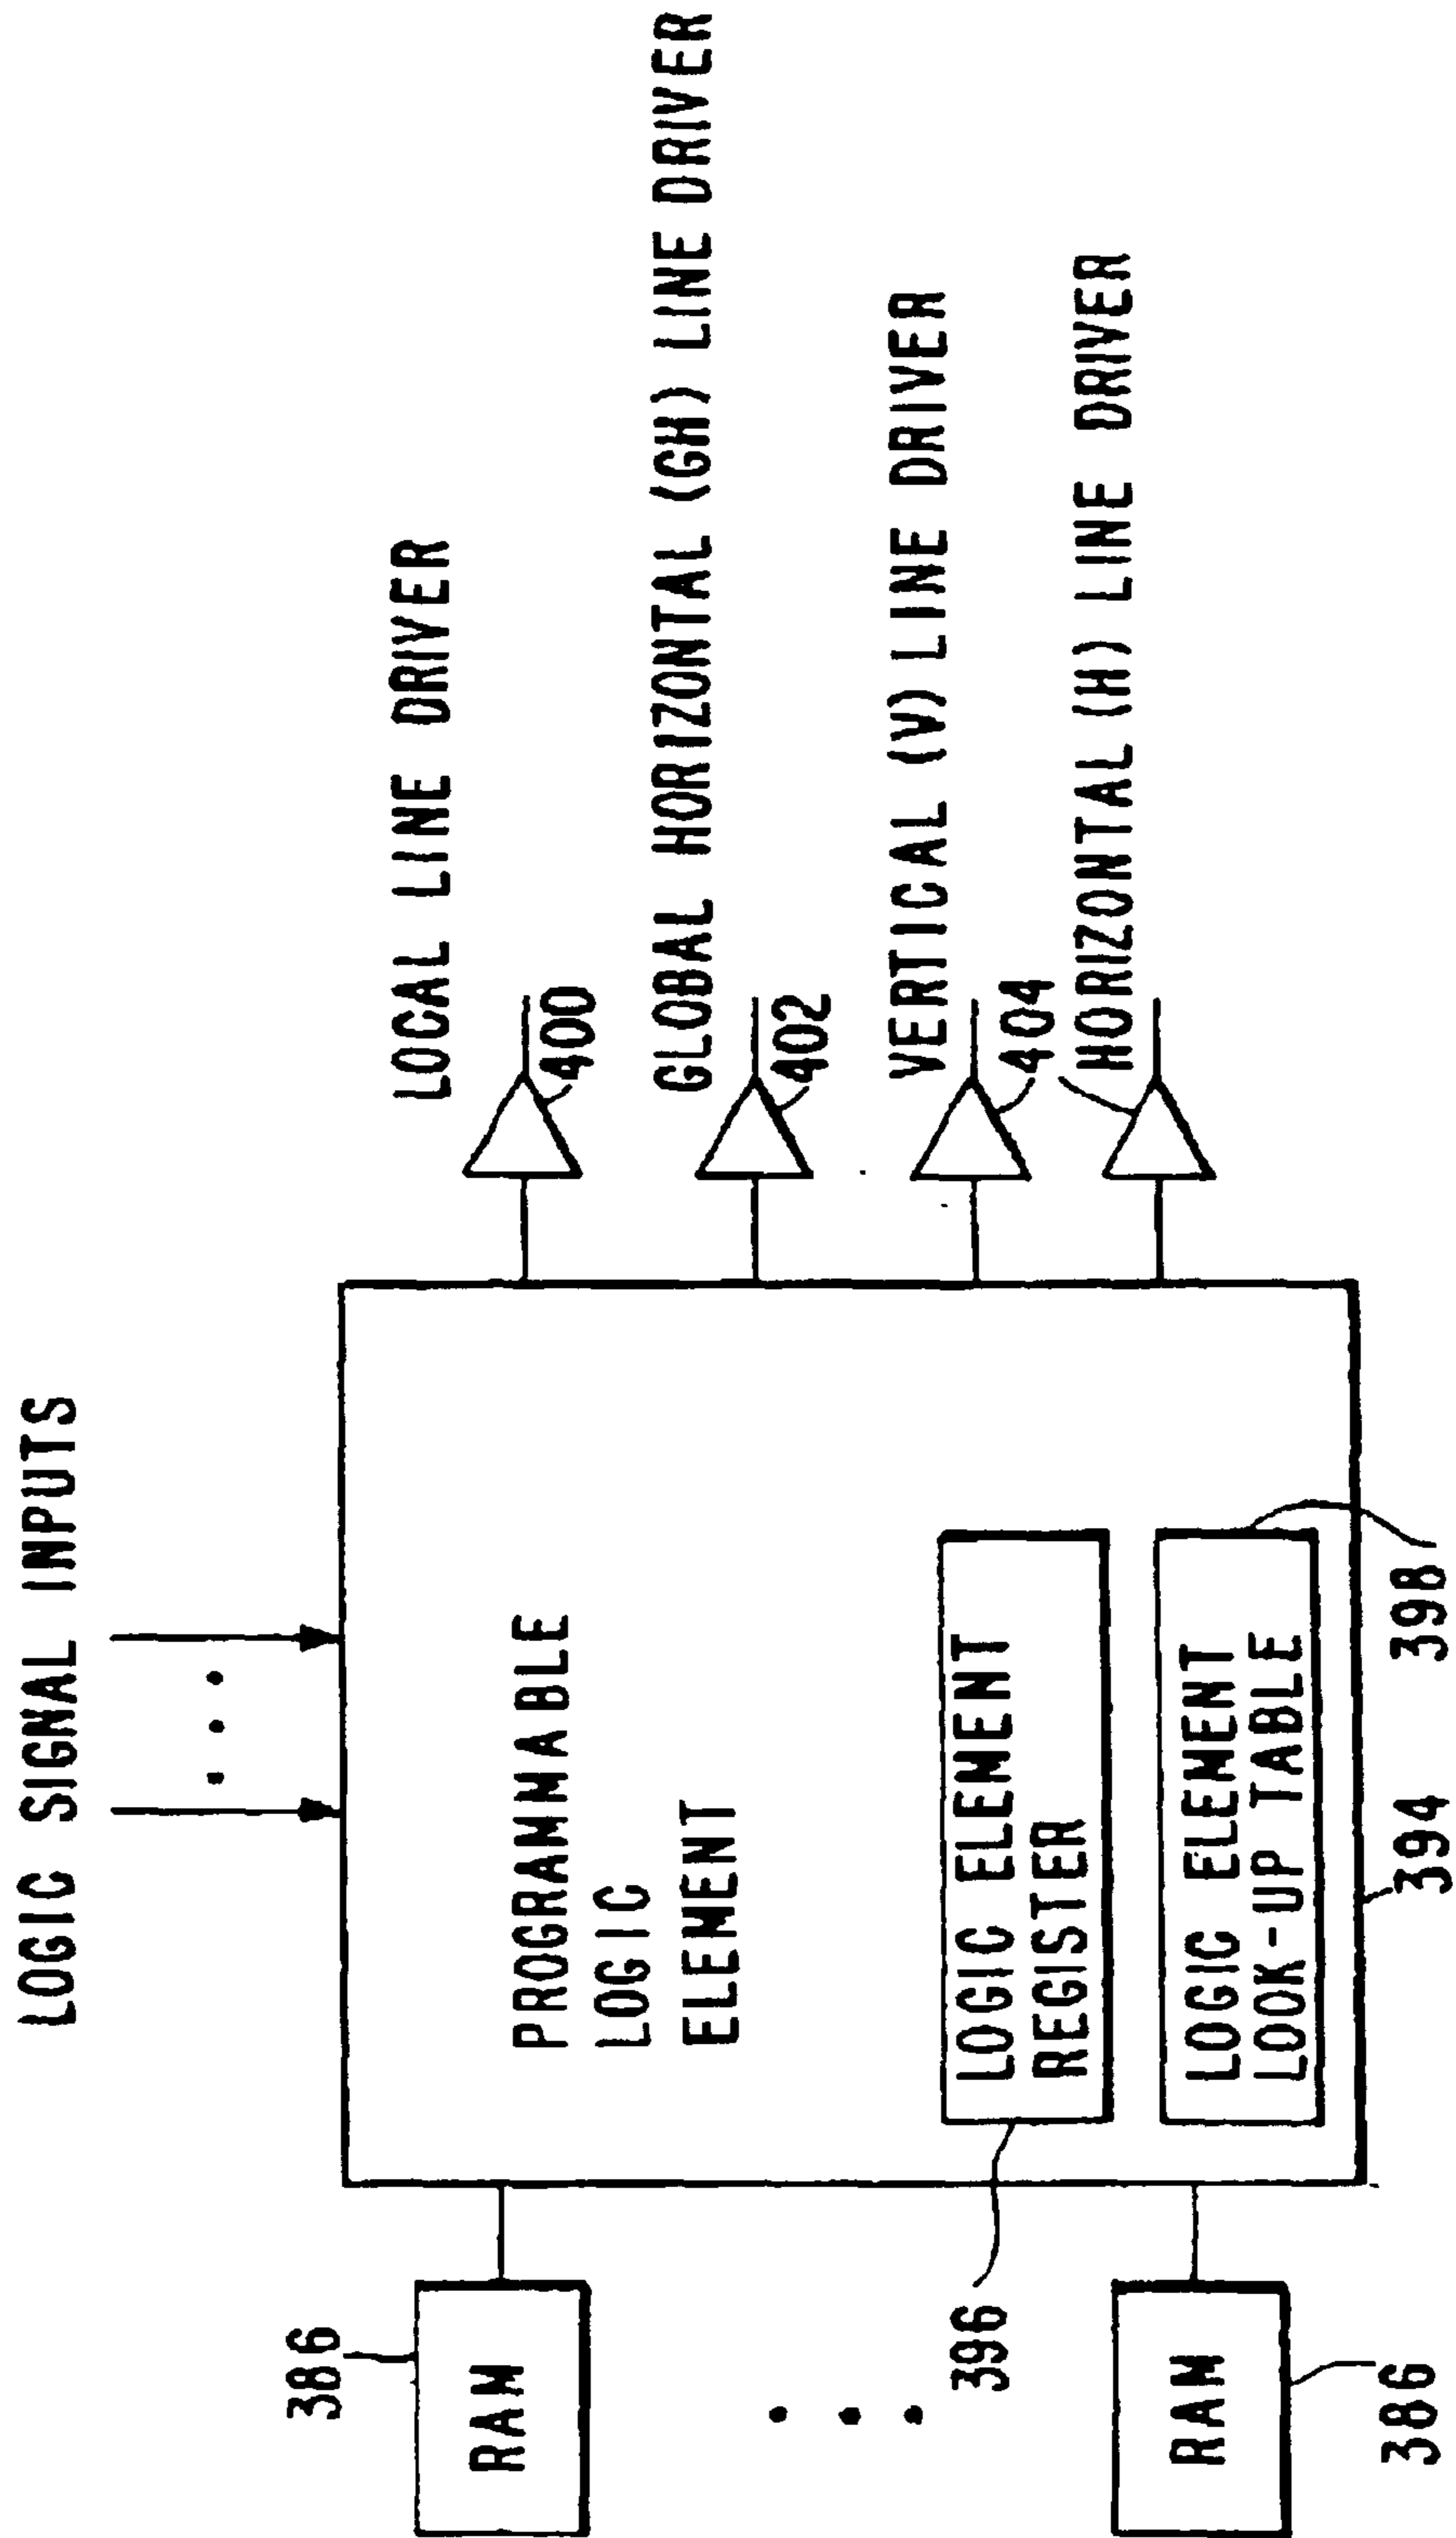 LOGIC SIGNAL INPUTS
386
RAM
PROGRAMMABLE
LOGIC
ELEMENT
LOCAL LINE DRIVER
400
GLOBAL HORIZONTAL (GH) LINE DRIVER
402
VERTICAL (V) LINE DRIVER
404
HORIZONTAL (H) LINE DRIVER
396
LOGIC ELEMENT
REGISTER
LOGIC ELEMENT
LOOK-UP TABLE
RAM
386
394
398